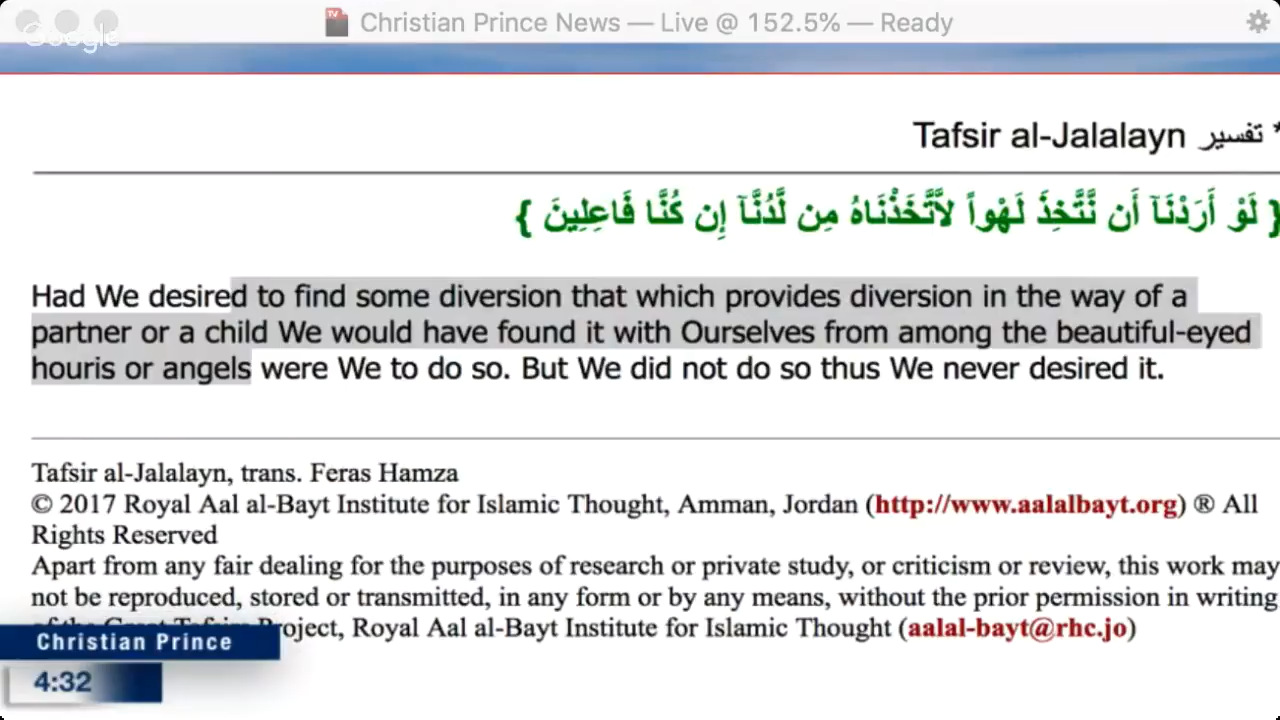 Christian Prince News — Live @ 152.5% — Ready
Google
Tafsir al-Jalalayn تفسير *
{ لَوْ أَرَدْنَآ أَن نَّتَّخِذَ لَهْواً لاَّتَّخَذْنَاهُ مِن لَّدُنَّآ إِن كُنَّا فَاعِلِينَ }
Had We desired to find some diversion that which provides diversion in the way of a
partner or a child We would have found it with Ourselves from among the beautiful-eyed
houris or angels were We to do so. But We did not do so thus We never desired it.
Tafsir al-Jalalayn, trans. Feras Hamza
© 2017 Royal Aal al-Bayt Institute for Islamic Thought, Amman, Jordan (http://www.aalalbayt.org) ® All
Rights Reserved
Apart from any fair dealing for the purposes of research or private study, or criticism or review, this work may
not be reproduced, stored or transmitted, in any form or by any means, without the prior permission in writing
Project, Royal Aal al-Bayt Institute for Islamic Thought (aalal-bayt@rhc.jo)
Christian Prince
4:32